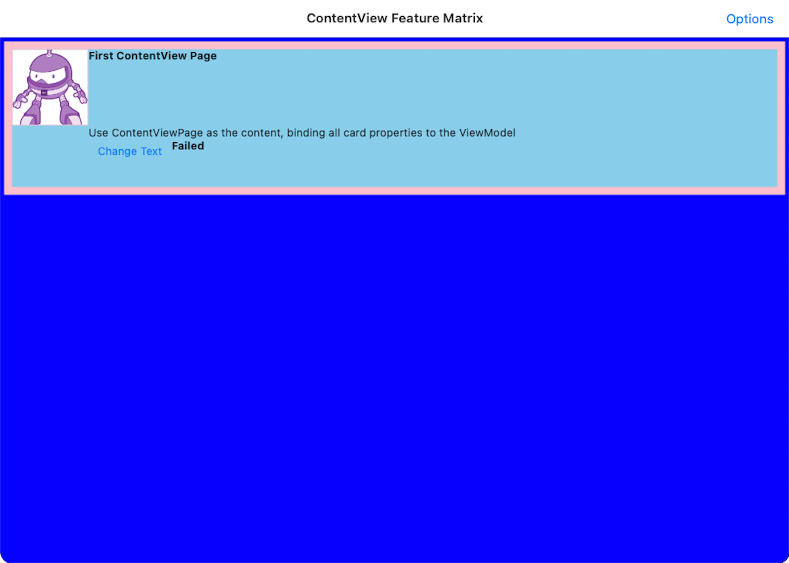 ContentView Feature Matrix
Options
First ContentView Page
Use ContentViewPage as the content, binding all card properties to the ViewModel
Change Text
Failed